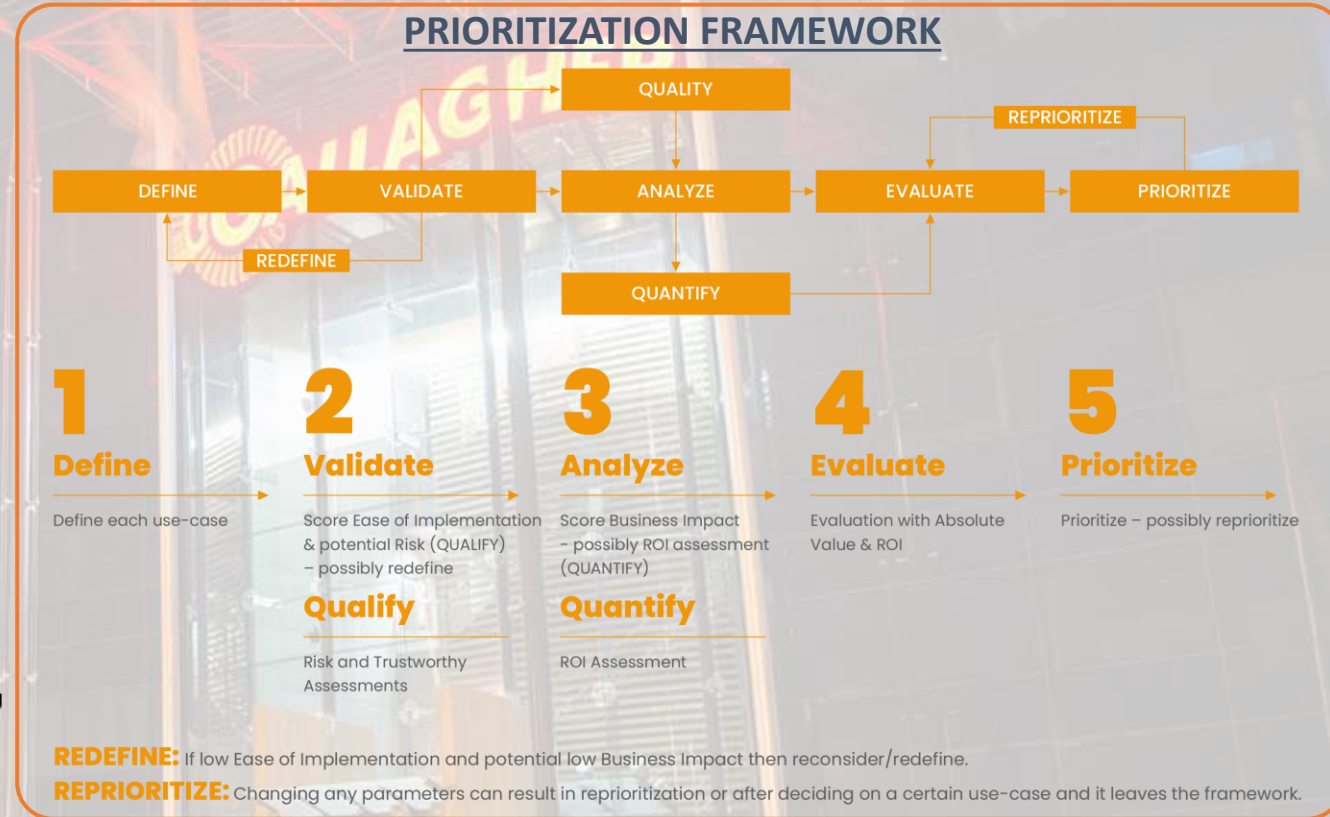 PRIORITIZATION FRAMEWORK
QUALITY
REPRIORITIZE
DEFINE
VALIDATE
ANALYZE
EVALUATE
PRIORITIZE
REDEFINE
QUANTIFY
1
2
3
4
5
Define
Validate
Analyze
Evaluate
Prioritize
Define each use-case
Score Ease of Implementation
& potential Risk (QUALIFY)
– possibly redefine
Score Business Impact
- possibly ROI assessment
(QUANTIFY)
Evaluation with Absolute
Value & ROI
Prioritize – possibly reprioritize
Qualify
Quantify
Risk and Trustworthy
Assessments
ROI Assessment
REDEFINE: If low Ease of Implementation and potential low Business Impact then reconsider/redefine.
REPRIORITIZE: Changing any parameters can result in reprioritization or after deciding on a certain use-case and it leaves the framework.